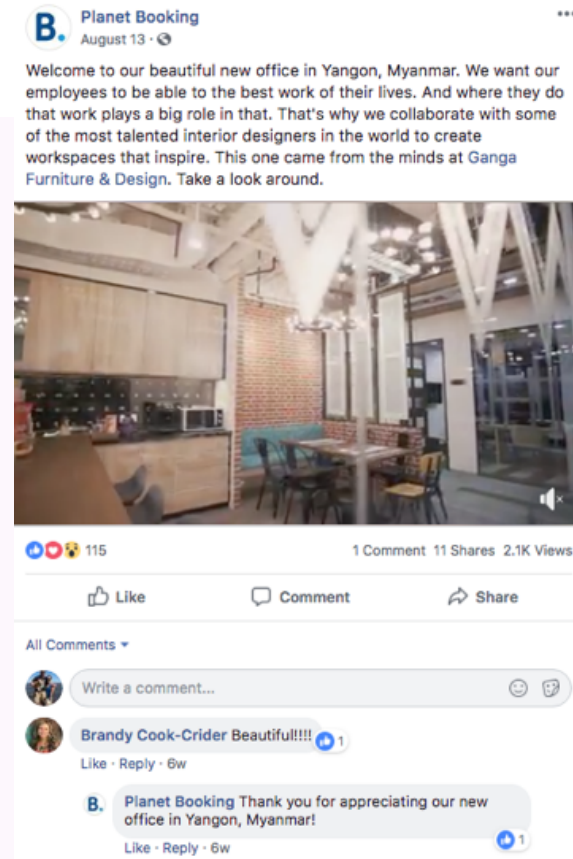 B.
Planet Booking
August 13 ·
Welcome to our beautiful new office in Yangon, Myanmar. We want our
employees to be able to the best work of their lives. And where they do
that work plays a big role in that. That's why we collaborate with some
of the most talented interior designers in the world to create
workspaces that inspire. This one came from the minds at Ganga
Furniture & Design. Take a look around.
115
1 Comment 11 Shares 2.1K Views
Like Comment Share
All Comments
Write a comment...
Brandy Cook-Crider Beautiful!!!! 1
Like · Reply · 6w
B.
Planet Booking Thank you for appreciating our new
office in Yangon, Myanmar!
1
Like · Reply · 6w